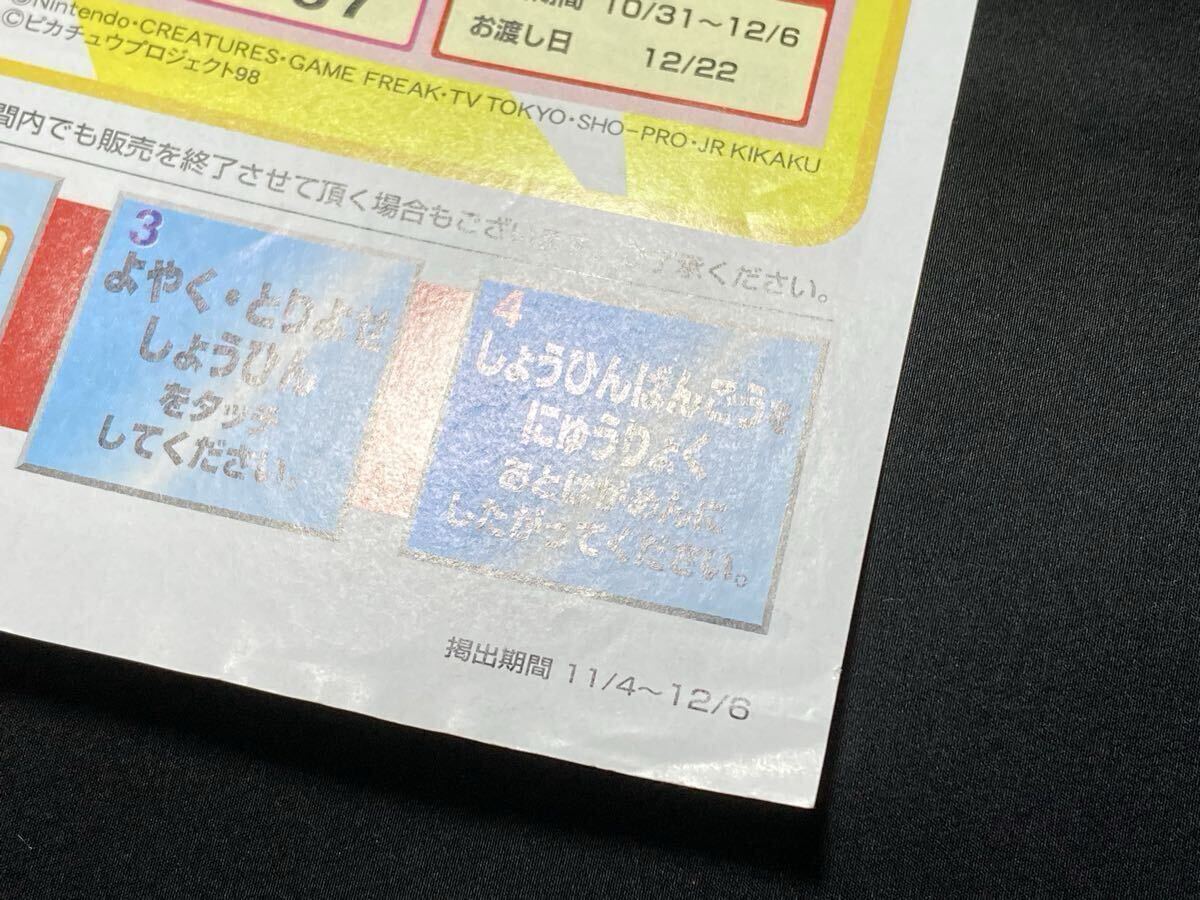 期間 10/31～12/6
お渡し日 12/22
©Nintendo・CREATURES・GAME FREAK・TV TOKYO・SHO-PRO・JR KIKAKU
©ピカチュウプロジェクト98
間内でも販売を終了させて頂く場合もござい 了承ください。
3
よやく・とりよせ
しょうひん
をタッチ
してください。
4
しょうひんばんごうを
にゅうりょく
あとはがめんに
したがってください。
掲出期間 11/4～12/6